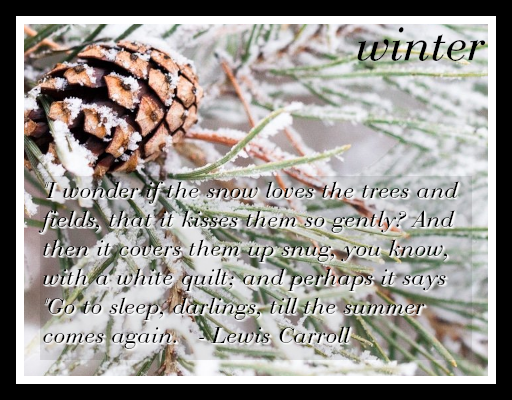 winter
'I wonder if the snow loves the trees and
fields, that it kisses them so gently? And
then it covers them up snug, you know,
with a white quilt; and perhaps it says
'Go to sleep, darlings, till the summer
comes again. - Lewis Carroll